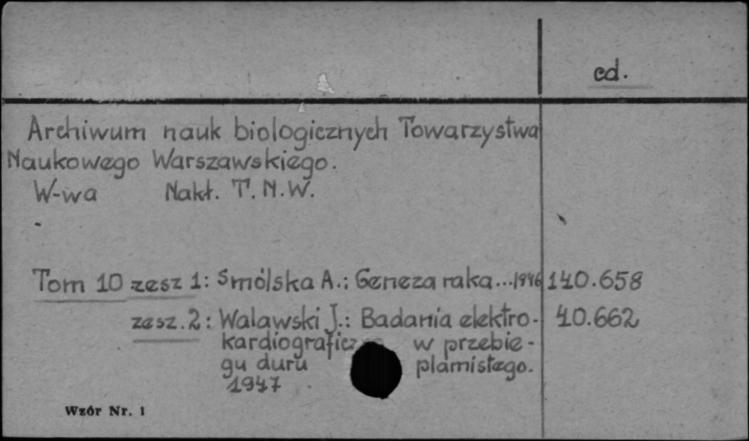 cd.
Archiwum nauk biologicznych Towarzystwa
Naukowego Warszawskiego.
W-wa Nakł. T.N.W.
Tom 10 zesz 1: Smólska A.: Geneza raka...1946 140.658
zesz.2: Walawski J.: Badania elektro- 40.662
kardiograficz w przebie-
gu duru plamistego.
1947
Wzór Nr. 1